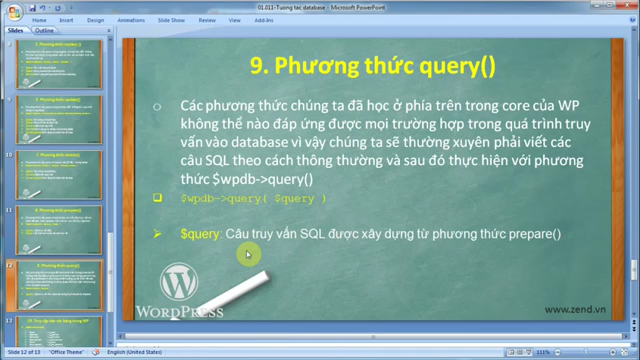 01.011-Tuong tac database - Microsoft PowerPoint
Home
Insert
Design
Animations
Slide Show
Review
View
Add-Ins
Slides
Outline
9. Phương thức query()
Các phương thức chúng ta đã học ở phía trên trong core của WP
không thể nào đáp ứng được mọi trường hợp trong quá trình truy
vấn vào database vì vậy chúng ta sẽ thường xuyên phải viết các
câu SQL theo cách thông thường và sau đó thực hiện với phương
thức $wpdb->query()
$wpdb->query( $query )
$query: Câu truy vấn SQL được xây dựng từ phương thức prepare()
WORDPRESS
www.zend.vn
9
10
11
12
13
Slide 12 of 13
"Office Theme"
English (United States)
111%